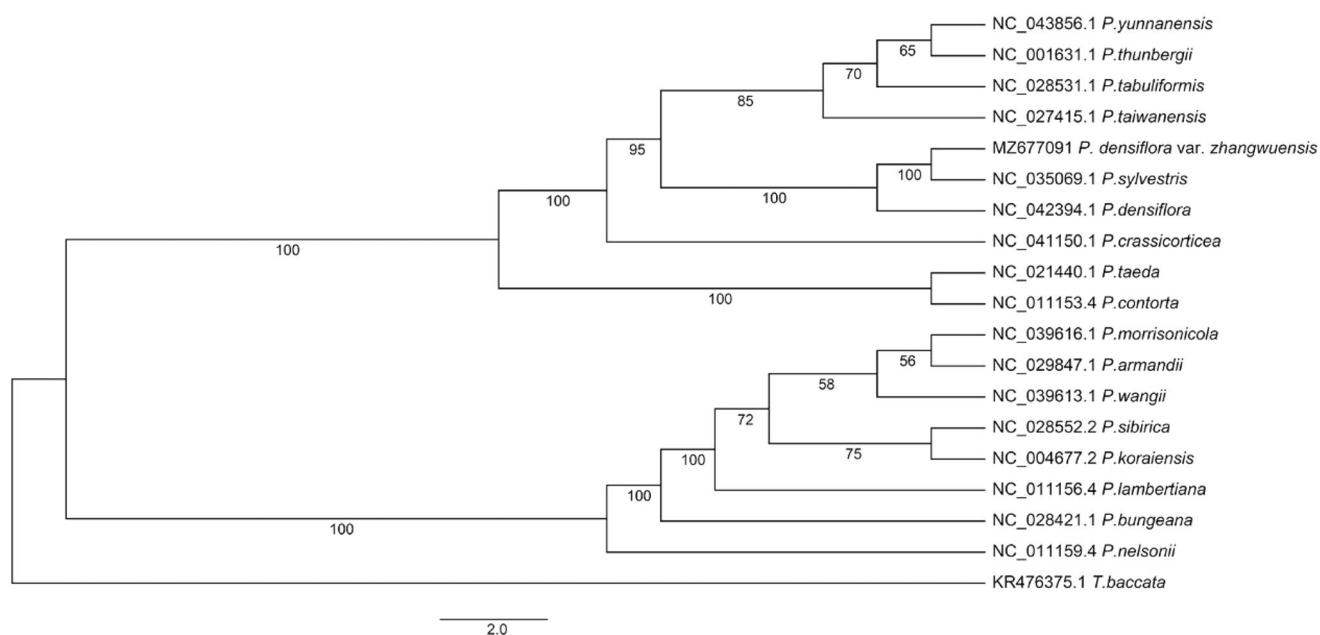 NC_043856.1 P.yunnanensis
65
NC_001631.1 P.thunbergii
70
NC_028531.1 P.tabuliformis
85
NC_027415.1 P.taiwanensis
95
MZ677091 P. densiflora var. zhangwuensis
100
NC_035069.1 P.sylvestris
100
100
NC_042394.1 P.densiflora
NC_041150.1 P.crassicorticea
100
NC_021440.1 P.taeda
100
NC_011153.4 P.contorta
NC_039616.1 P.morrisonicola
56
NC_029847.1 P.armandii
58
NC_039613.1 P.wangii
72
NC_028552.2 P.sibirica
75
NC_004677.2 P.koraiensis
100
NC_011156.4 P.lambertiana
100
NC_028421.1 P.bungeana
100
NC_011159.4 P.nelsonii
KR476375.1 T.baccata
2.0